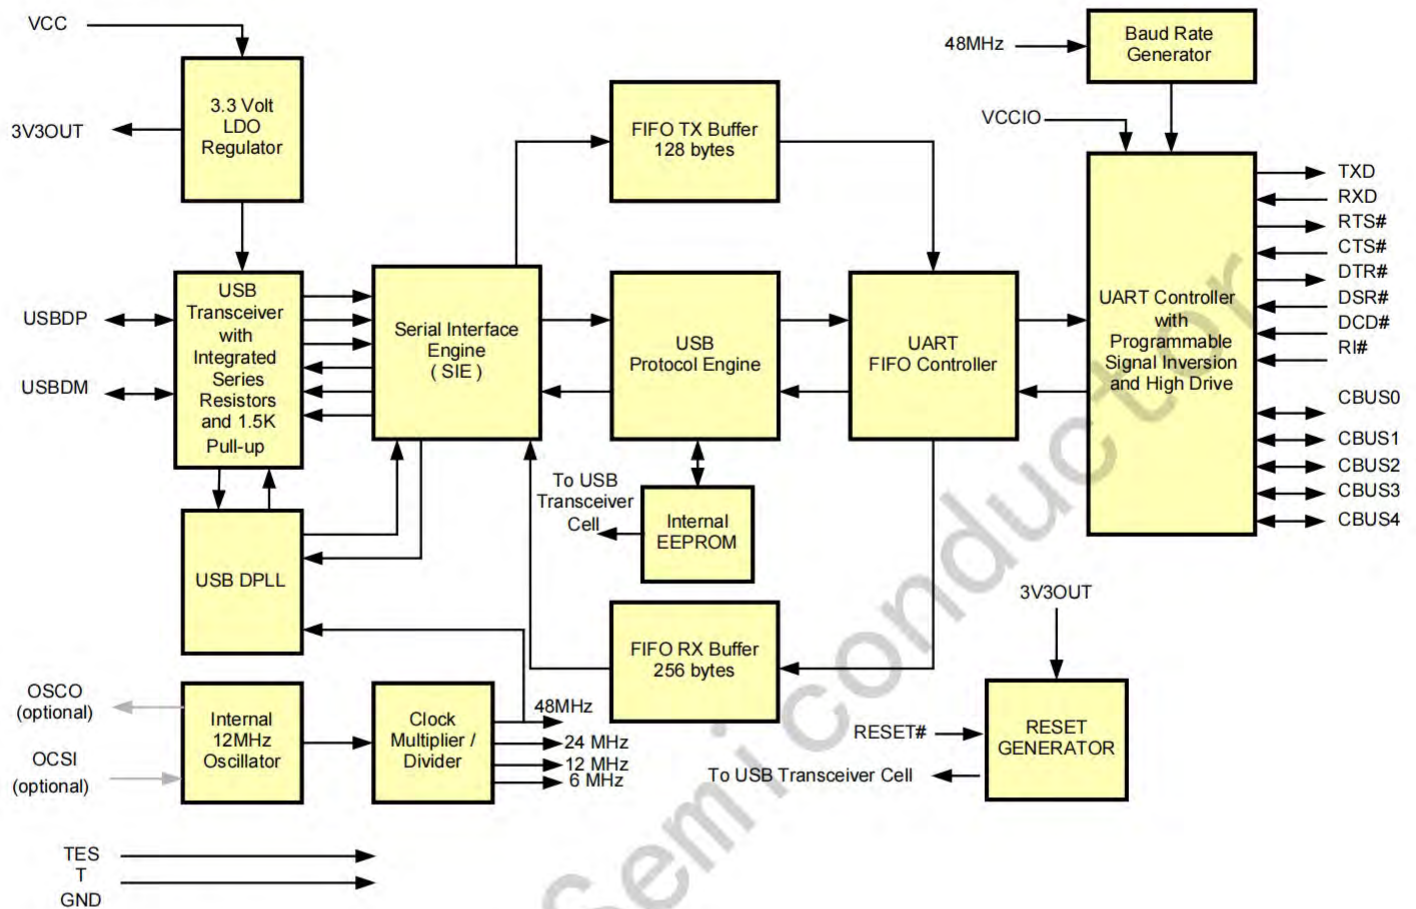 VCC
3.3 Volt
LDO
Regulator
3V3OUT
48MHz
Baud Rate
Generator
VCCIO
FIFO TX Buffer
128 bytes
USBDP
USBDM
USB
Transceiver
with
Integrated
Series
Resistors
and 1.5K
Pull-up
Serial Interface
Engine
( SIE )
USB
Protocol Engine
UART
FIFO Controller
UART Controller
with
Programmable
Signal Inversion
and High Drive
TXD
RXD
RTS#
CTS#
DTR#
DSR#
DCD#
RI#
CBUS0
CBUS1
CBUS2
CBUS3
CBUS4
To USB
Transceiver
Cell
Internal
EEPROM
USB DPLL
FIFO RX Buffer
256 bytes
OSCO
(optional)
OCSI
(optional)
Internal
12MHz
Oscillator
Clock
Multiplier /
Divider
48MHz
24 MHz
12 MHz
6 MHz
3V3OUT
RESET#
RESET
GENERATOR
To USB Transceiver Cell
TES
T
GND
Semiconductor